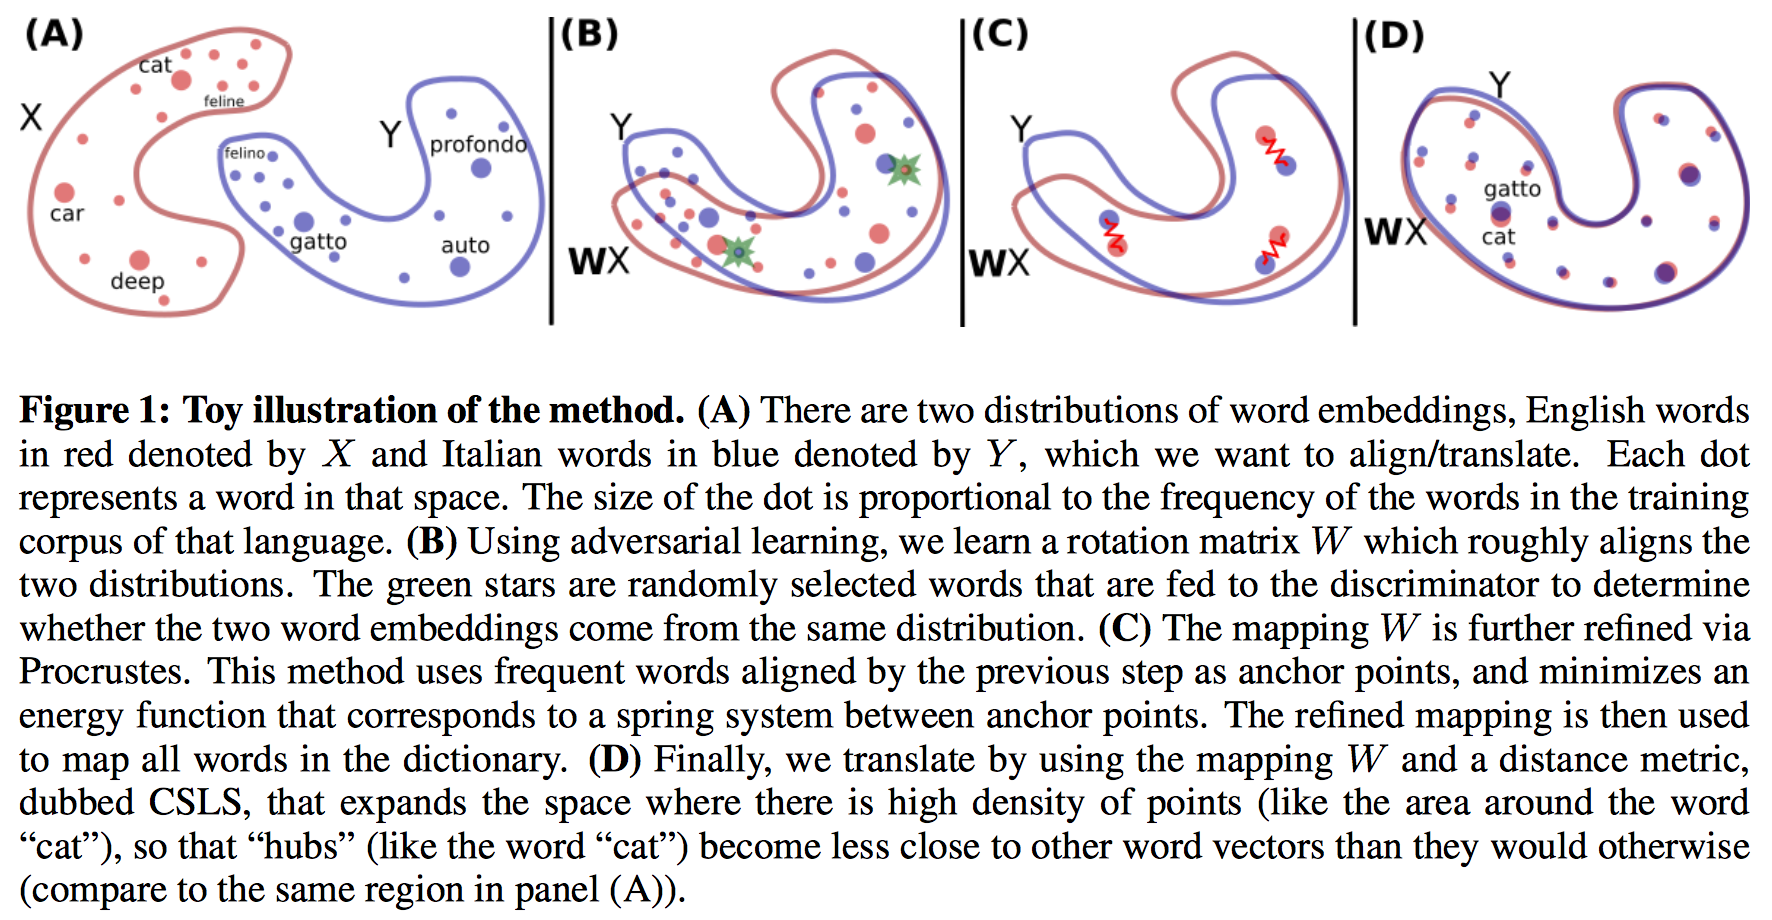 (A)
cat
feline
X
car
deep
Y
felino
profondo
gatto
auto
(B)
Y
WX
(C)
Y
WX
(D)
Y
gatto
WX
cat
Figure 1: Toy illustration of the method. (A) There are two distributions of word embeddings, English words
in red denoted by X and Italian words in blue denoted by Y, which we want to align/translate. Each dot
represents a word in that space. The size of the dot is proportional to the frequency of the words in the training
corpus of that language. (B) Using adversarial learning, we learn a rotation matrix W which roughly aligns the
two distributions. The green stars are randomly selected words that are fed to the discriminator to determine
whether the two word embeddings come from the same distribution. (C) The mapping W is further refined via
Procrustes. This method uses frequent words aligned by the previous step as anchor points, and minimizes an
energy function that corresponds to a spring system between anchor points. The refined mapping is then used
to map all words in the dictionary. (D) Finally, we translate by using the mapping W and a distance metric,
dubbed CSLS, that expands the space where there is high density of points (like the area around the word
“cat”), so that “hubs” (like the word “cat”) become less close to other word vectors than they would otherwise
(compare to the same region in panel (A)).